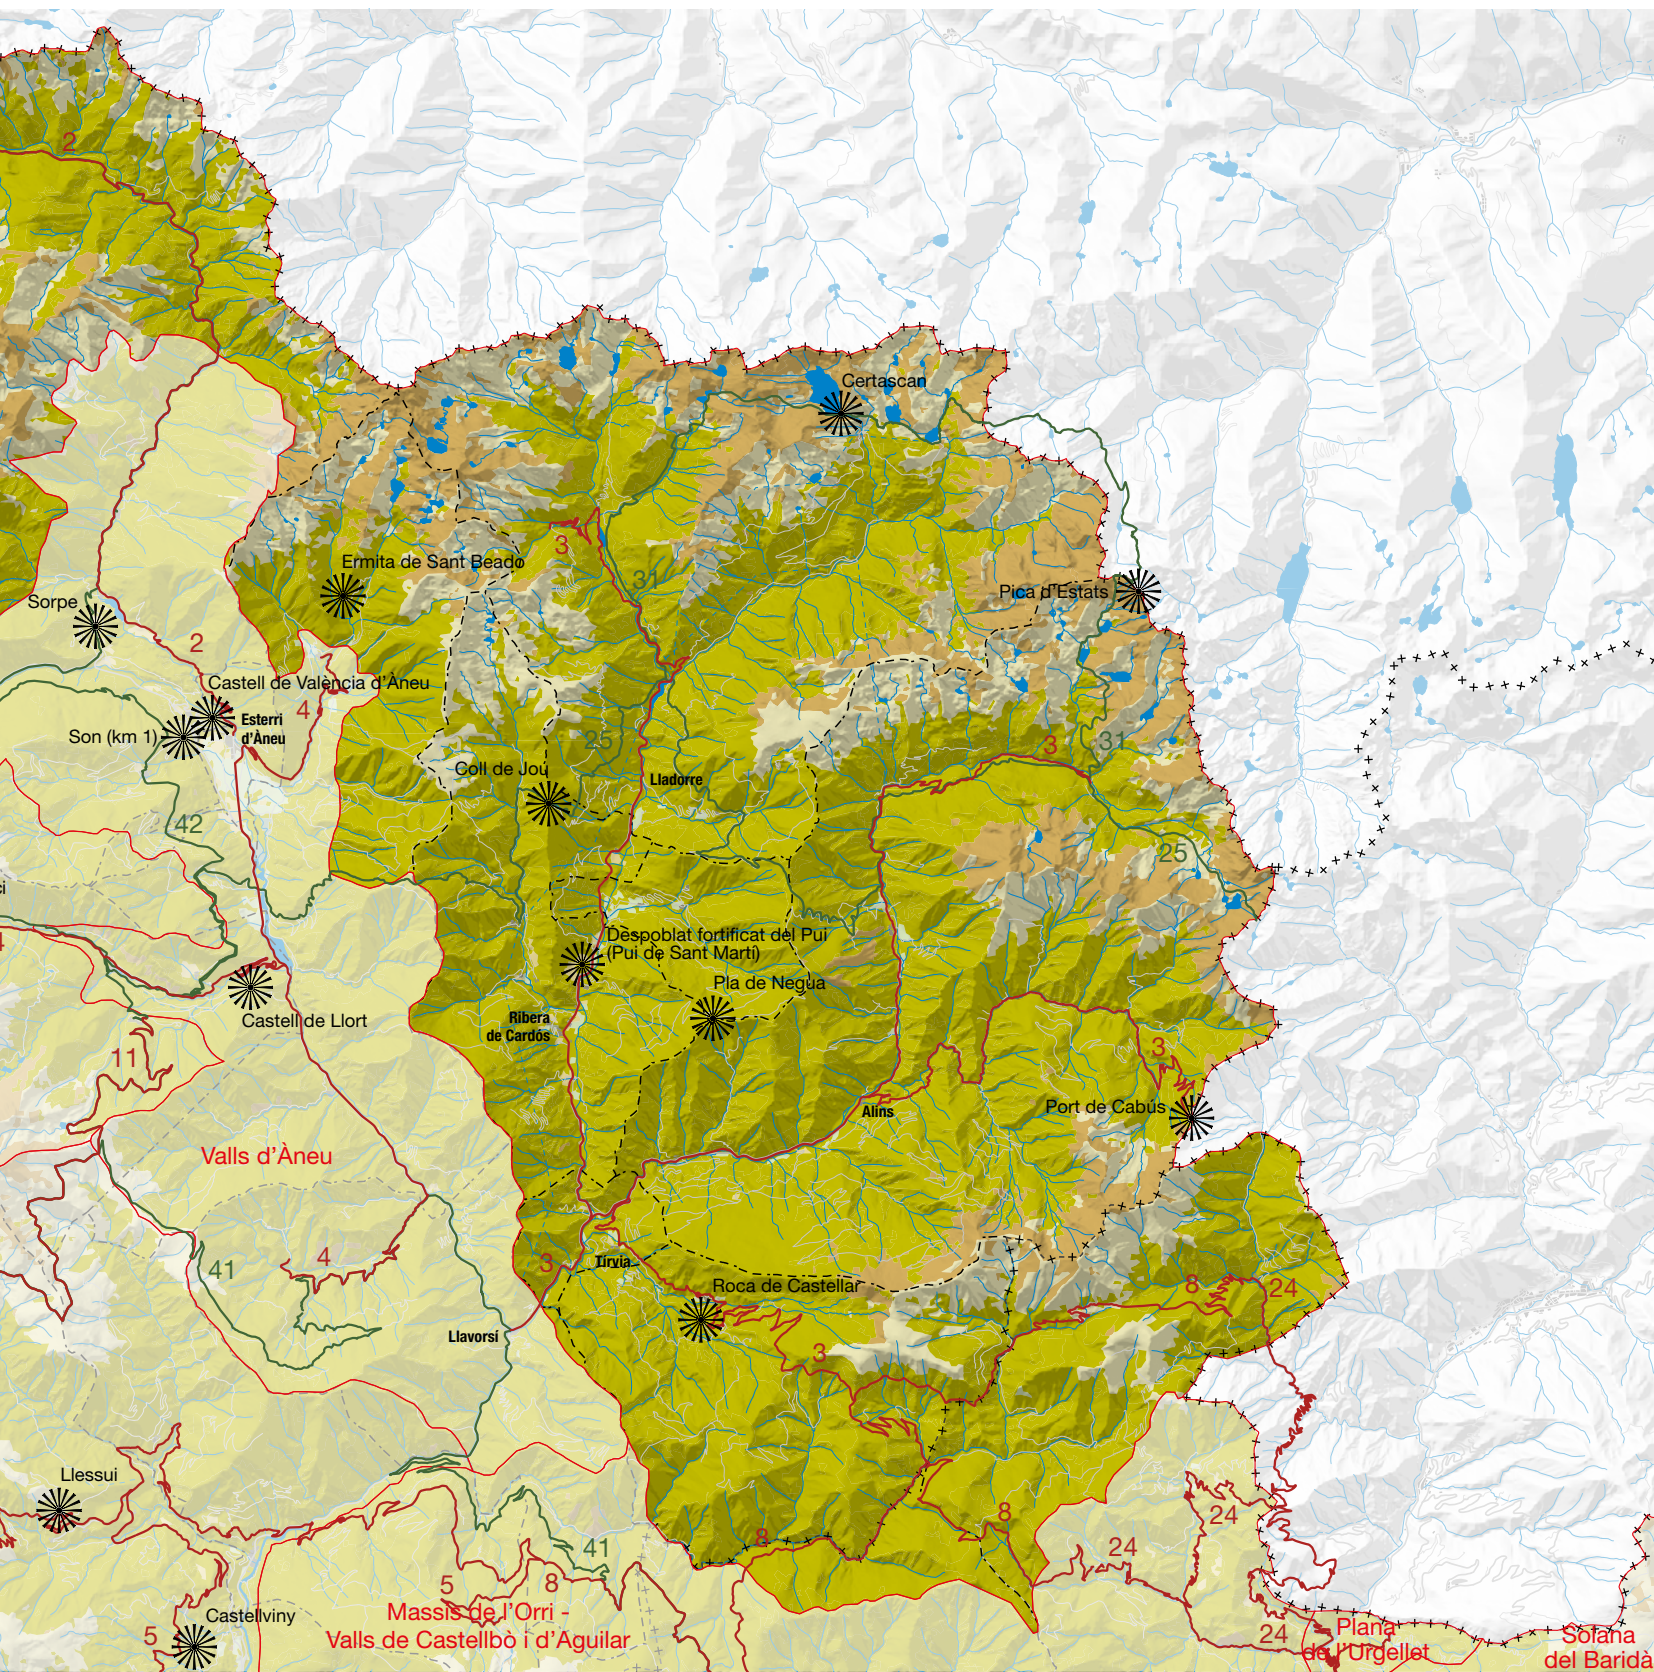 2
Certascan
3
Ermita de Sant Beado
31
Pica d'Estats
Sorpe
2
Castell de València d'Àneu
4
Esterri
d'Àneu
Son (km 1)
25
3
31
Coll de Jou
Lladorre
42
25
ci
4
Despoblat fortificat del Pui
(Pui de Sant Martí)
Pla de Negua
Castell de Llort
Ribera
de Cardós
11
3
Port de Cabús
Alins
Valls d'Àneu
41
4
3
Tírvia
Roca de Castellar
8
24
Llavorsí
3
Llessui
24
8
8
24
41
5
8
Massís de l'Orri -
Valls de Castellbò i d'Aguilar
Castellviny
5
24
Plana
de l'Urgellet
Solana
del Baridà